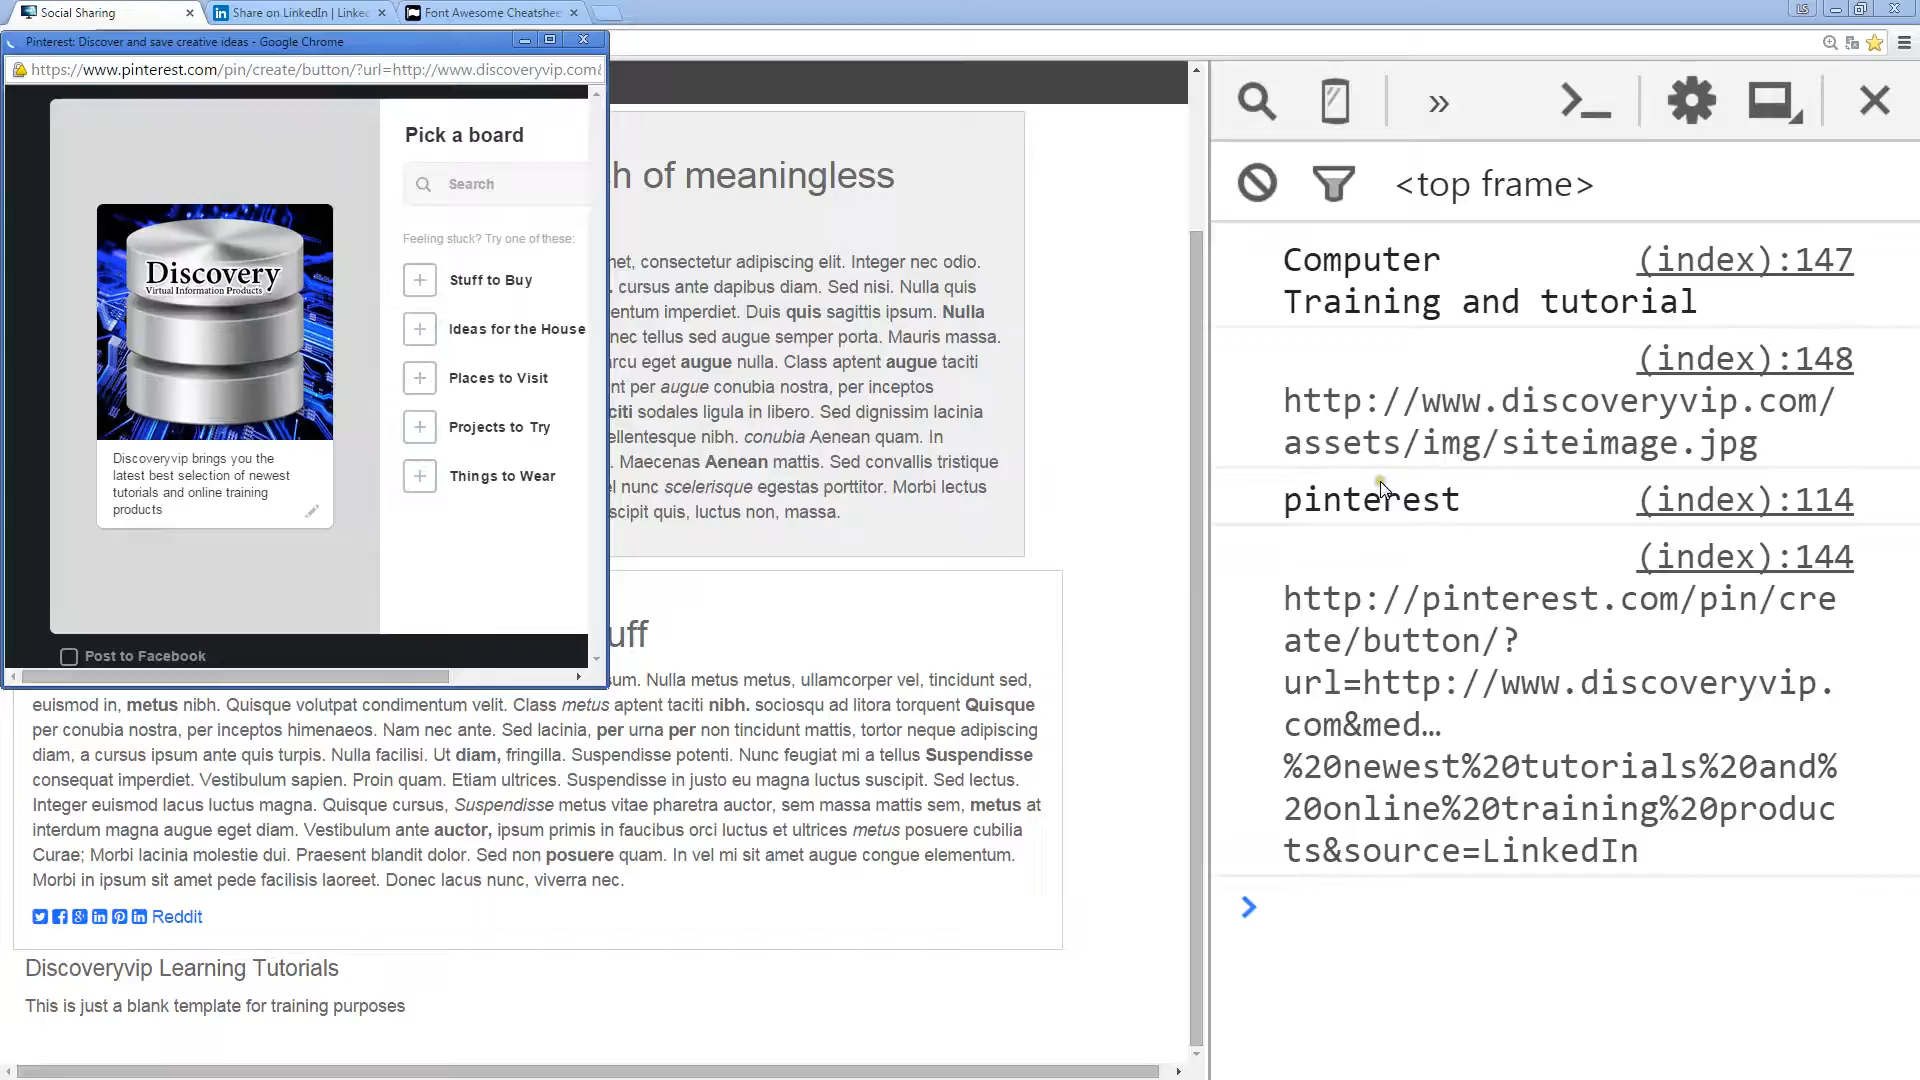 Social Sharing
Share on LinkedIn | Linke
Font Awesome Cheatshe
LS
Pinterest: Discover and save creative ideas - Google Chrome
https://www.pinterest.com/pin/create/button/?url=http://www.discoveryvip.com&
Pick a board
Search
Feeling stuck? Try one of these:
Stuff to Buy
Ideas for the House
Places to Visit
Projects to Try
Things to Wear
Discovery
Virtual Information Products
Discoveryvip brings you the
latest best selection of newest
tutorials and online training
products
Post to Facebook
h of meaningless
net, consectetur adipiscing elit. Integer nec odio.
. cursus ante dapibus diam. Sed nisi. Nulla quis
entum imperdiet. Duis quis sagittis ipsum. Nulla
nec tellus sed augue semper porta. Mauris massa.
arcu eget augue nulla. Class aptent augue taciti
nt per augue conubia nostra, per inceptos
citi sodales ligula in libero. Sed dignissim lacinia
ellentesque nibh. conubia Aenean quam. In
. Maecenas Aenean mattis. Sed convallis tristique
l nunc scelerisque egestas porttitor. Morbi lectus
scipit quis, luctus non, massa.
uff
um. Nulla metus metus, ullamcorper vel, tincidunt sed,
euismod in, metus nibh. Quisque volutpat condimentum velit. Class metus aptent taciti nibh. sociosqu ad litora torquent Quisque
per conubia nostra, per inceptos himenaeos. Nam nec ante. Sed lacinia, per urna per non tincidunt mattis, tortor neque adipiscing
diam, a cursus ipsum ante quis turpis. Nulla facilisi. Ut diam, fringilla. Suspendisse potenti. Nunc feugiat mi a tellus Suspendisse
consequat imperdiet. Vestibulum sapien. Proin quam. Etiam ultrices. Suspendisse in justo eu magna luctus suscipit. Sed lectus.
Integer euismod lacus luctus magna. Quisque cursus, Suspendisse metus vitae pharetra auctor, sem massa mattis sem, metus at
interdum magna augue eget diam. Vestibulum ante auctor, ipsum primis in faucibus orci luctus et ultrices metus posuere cubilia
Curae; Morbi lacinia molestie dui. Praesent blandit dolor. Sed non posuere quam. In vel mi sit amet augue congue elementum.
Morbi in ipsum sit amet pede facilisis laoreet. Donec lacus nunc, viverra nec.
Reddit
Discoveryvip Learning Tutorials
This is just a blank template for training purposes
<top frame>
Computer (index):147
Training and tutorial
(index):148
http://www.discoveryvip.com/
assets/img/siteimage.jpg
pinterest (index):114
(index):144
http://pinterest.com/pin/cre
ate/button/?
url=http://www.discoveryvip.
com&med…
%20newest%20tutorials%20and%
20online%20training%20produc
ts&source=LinkedIn